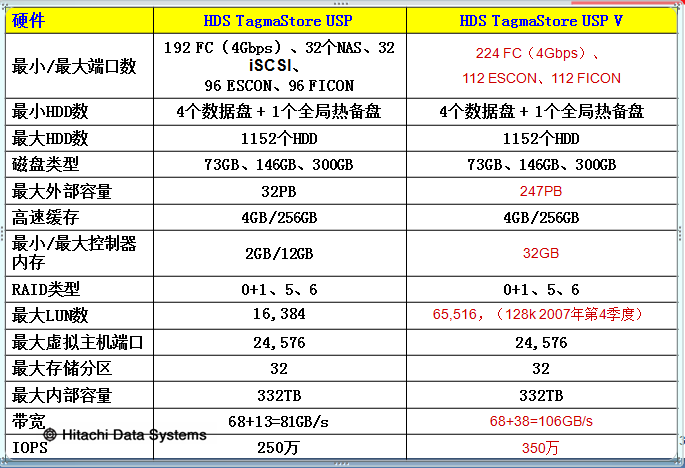 硬件 HDS TagmaStore USP HDS TagmaStore USP V
最小/最大端口数 192 FC（4Gbps）、32个NAS、32 iSCSI、 96 ESCON、96 FICON 224 FC（4Gbps）、 112 ESCON、112 FICON
最小HDD数 4个数据盘 + 1个全局热备盘 4个数据盘 + 1个全局热备盘
最大HDD数 1152个HDD 1152个HDD
磁盘类型 73GB、146GB、300GB 73GB、146GB、300GB
最大外部容量 32PB 247PB
高速缓存 4GB/256GB 4GB/256GB
最小/最大控制器内存 2GB/12GB 32GB
RAID类型 0+1、5、6 0+1、5、6
最大LUN数 16,384 65,516，（128k 2007年第4季度）
最大虚拟主机端口 24,576 24,576
最大存储分区 32 32
最大内部容量 332TB 332TB
带宽 68+13=81GB/s 68+38=106GB/s
Hitachi Data Systems
IOPS 250万 350万
3